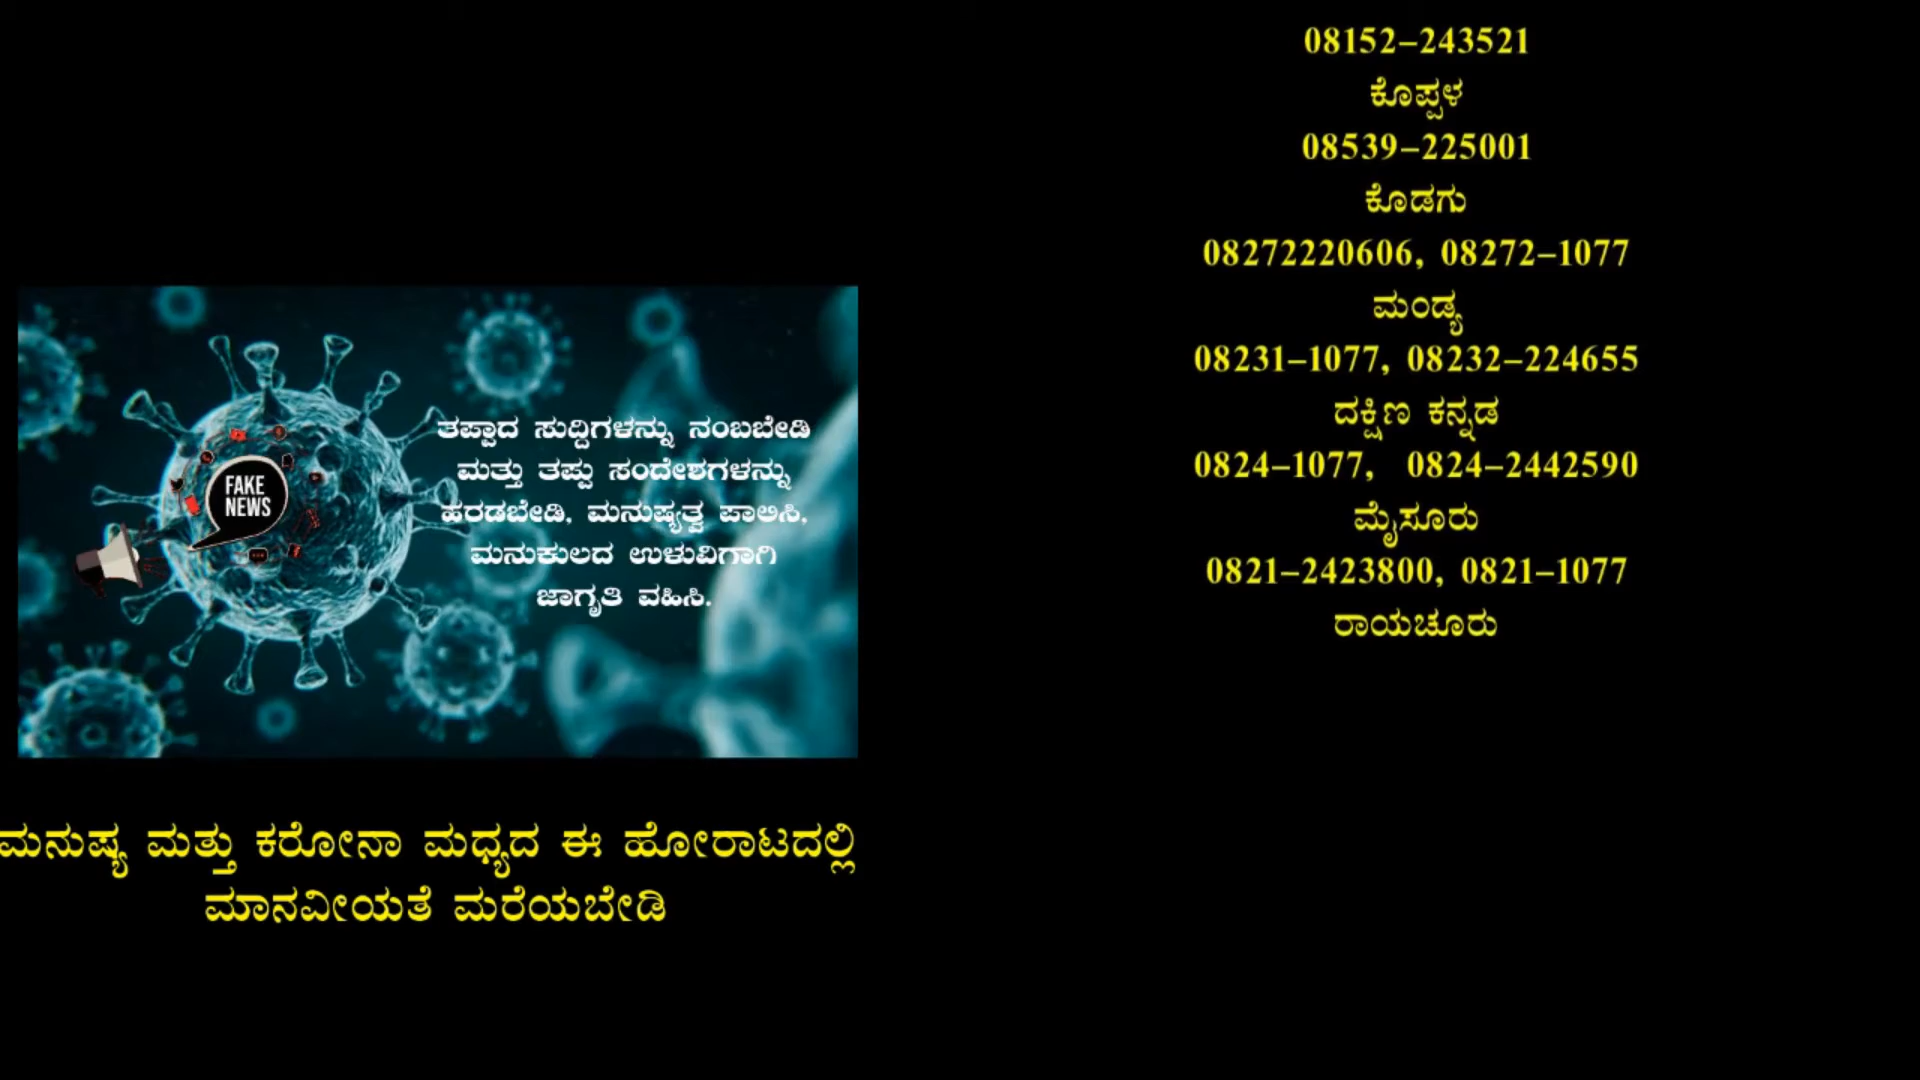 FAKE
NEWS
ತಪ್ಪಾದ ಸುದ್ದಿಗಳನ್ನು ನಂಬಬೇಡಿ
ಮತ್ತು ತಪ್ಪು ಸಂದೇಶಗಳನ್ನು
ಹರಡಬೇಡಿ, ಮನುಷ್ಯತ್ವ ಪಾಲಿಸಿ,
ಮನುಕುಲದ ಉಳುವಿಗಾಗಿ
ಜಾಗೃತಿ ವಹಿಸಿ.
ಮನುಷ್ಯ ಮತ್ತು ಕರೋನಾ ಮಧ್ಯದ ಈ ಹೋರಾಟದಲ್ಲಿ
ಮಾನವೀಯತೆ ಮರೆಯಬೇಡಿ
08152-243521
ಕೊಪ್ಪಳ
08539-225001
ಕೊಡಗು
08272220606, 08272-1077
ಮಂಡ್ಯ
08231-1077, 08232-224655
ದಕ್ಷಿಣ ಕನ್ನಡ
0824-1077, 0824-2442590
ಮೈಸೂರು
0821-2423800, 0821-1077
ರಾಯಚೂರು